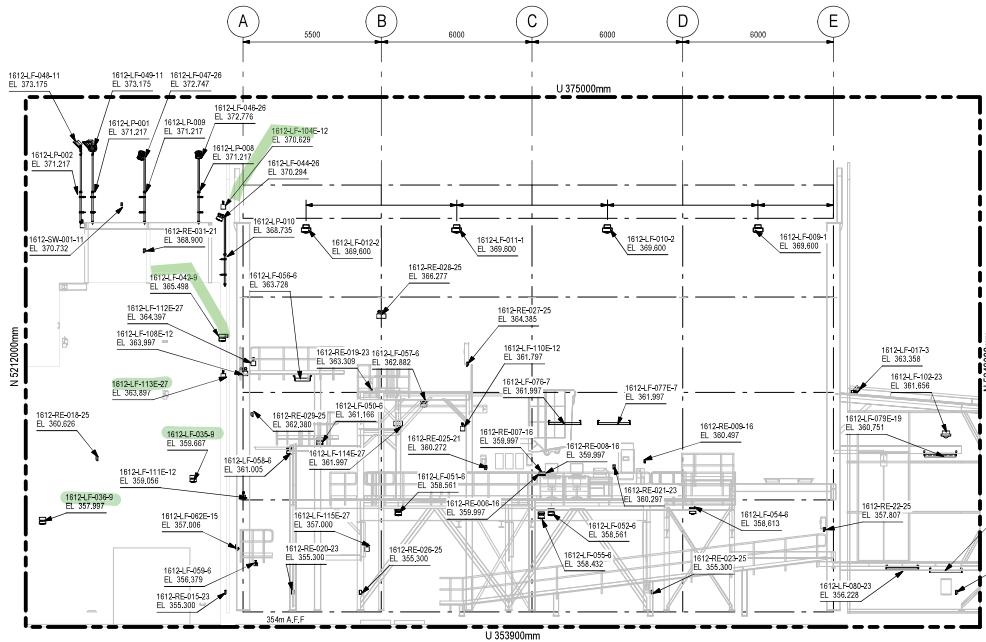 A B C D E
5500 6000 6000 6000
U 375000mm
1612-LF-048-11
EL 373.175
1612-LF-049-11
EL 373.175
1612-LF-047-26
EL 372.747
1612-LF-046-26
EL 372,776
1612-LP-001
EL 371.217
1612-LP-009
EL 371.217
1612-LF-104E-12
EL 370,629
1612-LP-002
EL 371.217
1612-LP-008
EL 371.217
1612-LF-044-26
EL 370.294
1612-SW-001-11
EL 370.732
1612-RE-031-21
EL 368.900
1612-LP-010
EL 368.735
1612-LF-012-2
EL 369,600
1612-LF-011-1
EL 369,600
1612-LF-010-2
EL 369,600
1612-LF-009-1
EL 369,600
1612-LF-042-9
EL 365.498
1612-LF-056-6
EL 363.728
1612-RE-028-25
EL 366.277
1612-LF-112E-27
EL 364,397
1612-RE-027-25
EL 364.385
1612-LF-108E-12
EL 363,997
1612-RE-019-23
EL 363.309
1612-LF-057-6
EL 362.882
1612-LF-110E-12
EL 361,797
1612-LF-017-3
EL 363,358
N 5212000mm
1612-LF-113E-27
EL 363,897
1612-LF-076-7
EL 361,997
1612-LF-077E-7
EL 361,997
1612-LF-102-23
EL 361,656
1612-RE-018-25
EL 360.626
1612-RE-029-25
EL 362,380
1612-LF-050-6
EL 361,166
1612-LF-079E-19
EL 360,751
1612-LF-035-9
EL 359.667
1612-RE-025-21
EL 360.272
1612-RE-007-16
EL 359,997
1612-RE-009-16
EL 360.497
1612-LF-058-6
EL 361.005
1612-LF-114E-27
EL 361.997
1612-RE-008-16
EL 359,997
1612-LF-111E-12
EL 359,056
1612-LF-051-6
EL 358,561
1612-RE-021-23
EL 360,297
1612-LF-036-9
EL 357,997
1612-RE-006-16
EL 359,997
1612-RE-22-25
EL 357.807
1612-LF-062E-15
EL 357,006
1612-LF-115E-27
EL 357,000
1612-LF-052-6
EL 358,561
1612-LF-054-6
EL 358,613
1612-RE-020-23
EL 355,300
1612-RE-026-25
EL 355,300
1612-LF-055-6
EL 358,432
1612-RE-023-25
EL 355,300
1612-LF-059-6
EL 356,379
1612-RE-015-23
EL 355.300
1612-LF-080-23
EL 356.228
354m A,F,F
U 353900mm